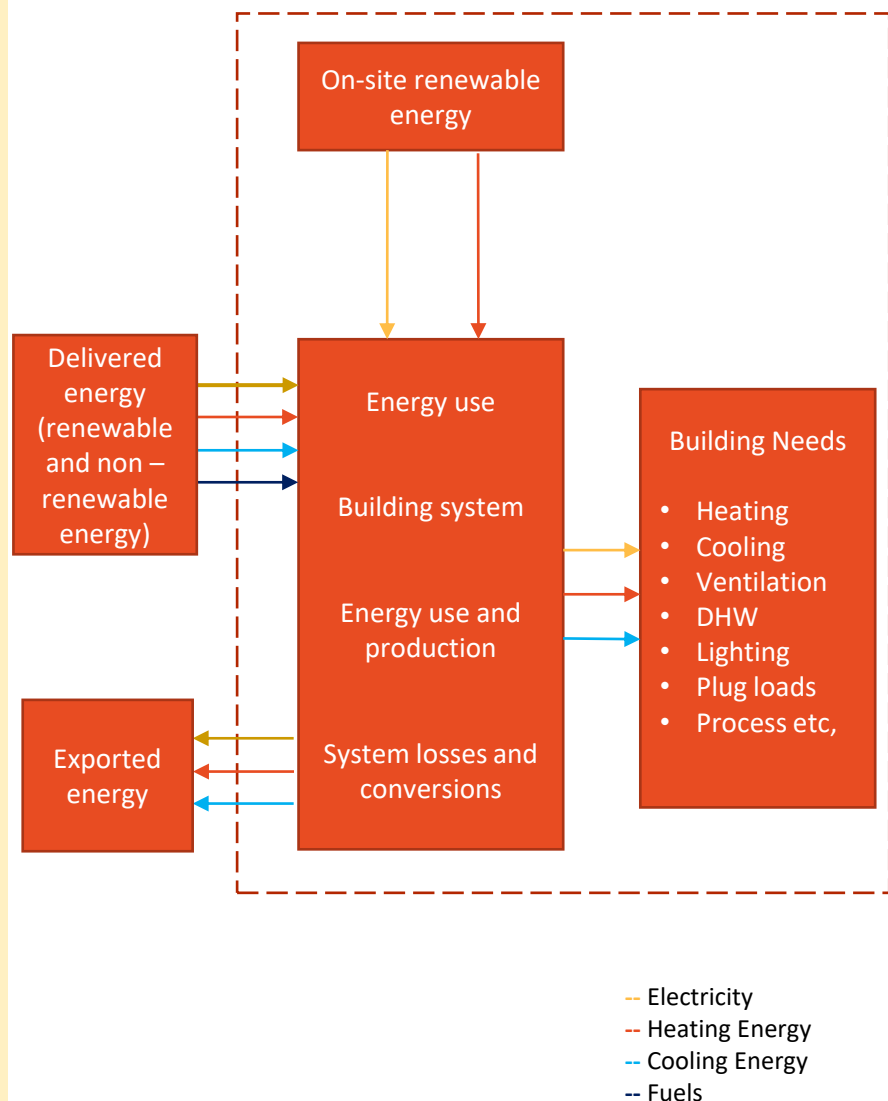 On-site renewable
energy
Delivered
energy
(renewable
and non –
renewable
energy)
Energy use
Building system
Energy use and
production
System losses and
conversions
Building Needs
• Heating
• Cooling
• Ventilation
• DHW
• Lighting
• Plug loads
• Process etc,
Exported
energy
-- Electricity
-- Heating Energy
-- Cooling Energy
-- Fuels